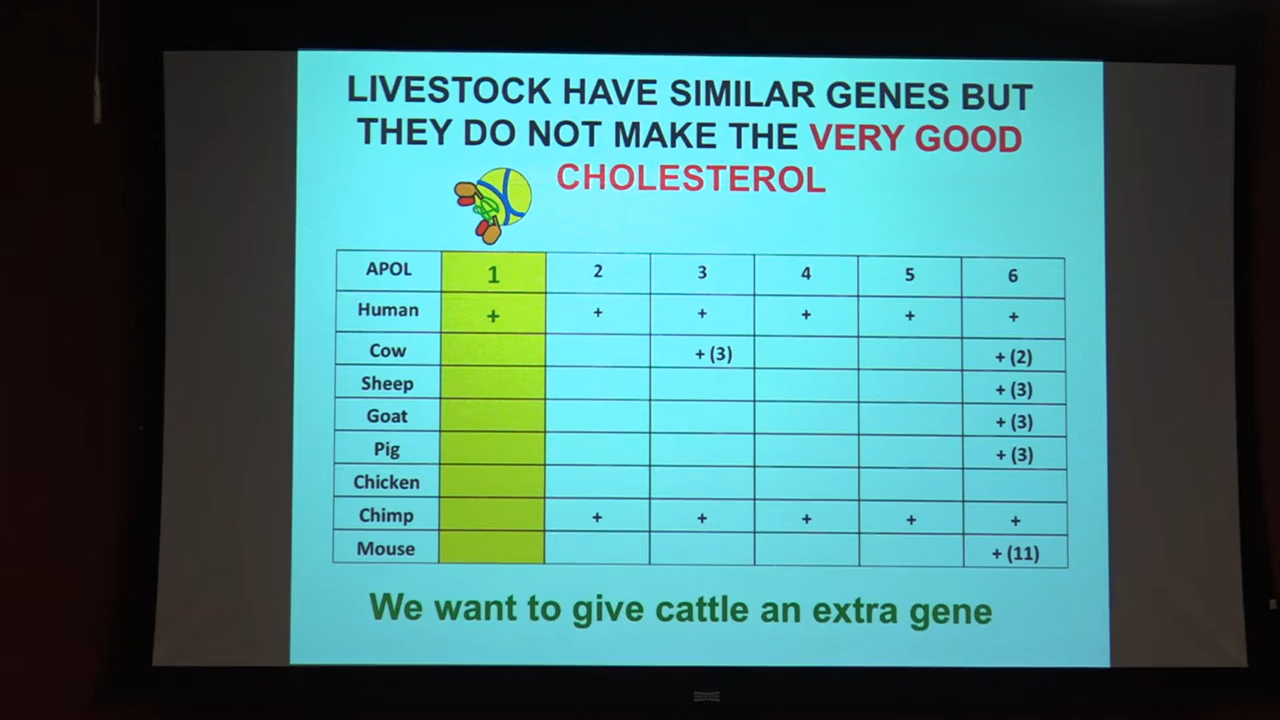 LIVESTOCK HAVE SIMILAR GENES BUT
THEY DO NOT MAKE THE VERY GOOD
CHOLESTEROL
APOL 1 2 3 4 5 6
Human + + + + + +
Cow + (3) + (2)
Sheep + (3)
Goat + (3)
Pig + (3)
Chicken
Chimp + + + + +
Mouse + (11)
We want to give cattle an extra gene